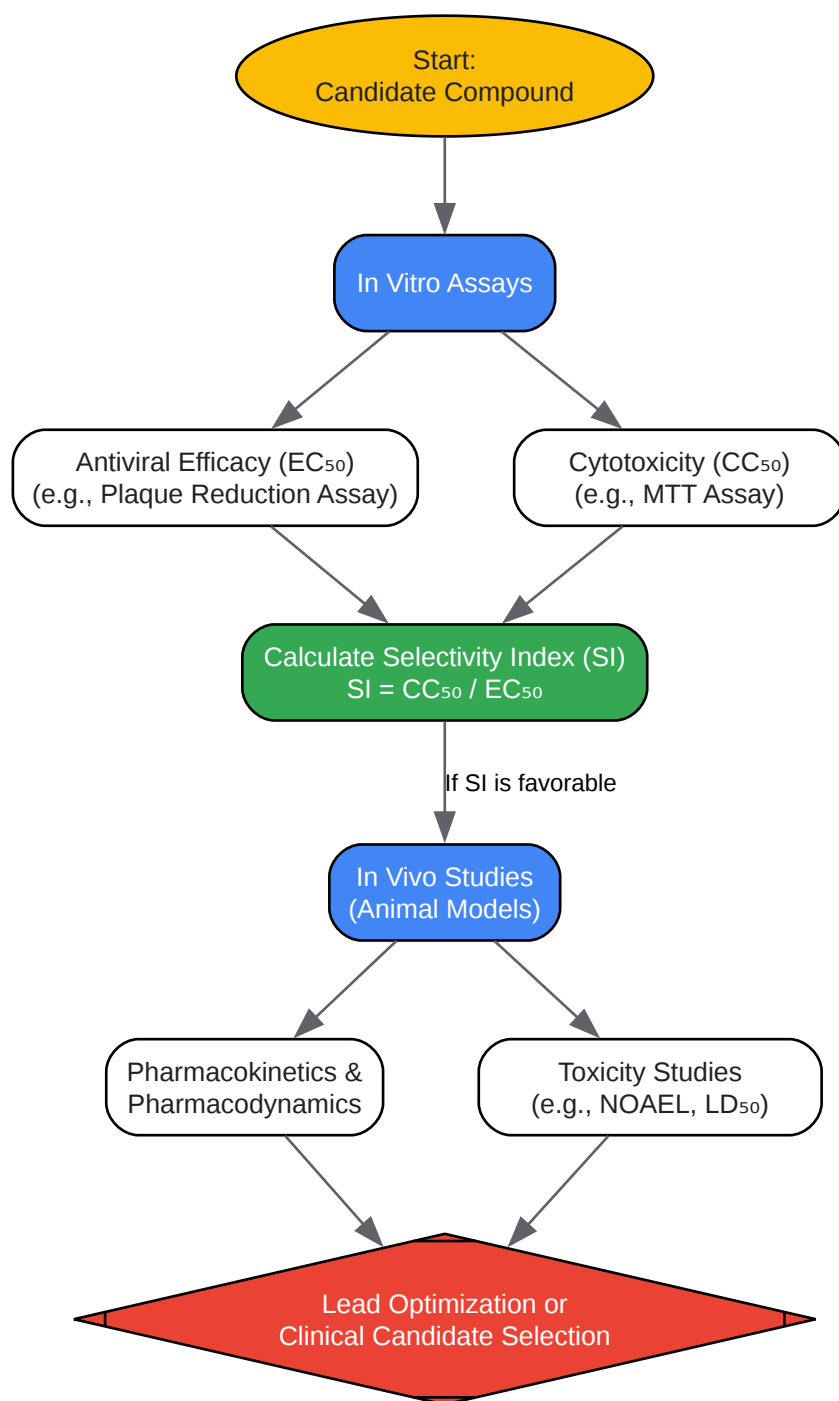 Start:
Candidate Compound
In Vitro Assays
Antiviral Efficacy (EC₅₀)
(e.g., Plaque Reduction Assay)
Cytotoxicity (CC₅₀)
(e.g., MTT Assay)
Calculate Selectivity Index (SI)
SI = CC₅₀ / EC₅₀
If SI is favorable
In Vivo Studies
(Animal Models)
Pharmacokinetics &
Pharmacodynamics
Toxicity Studies
(e.g., NOAEL, LD₅₀)
Lead Optimization or
Clinical Candidate Selection